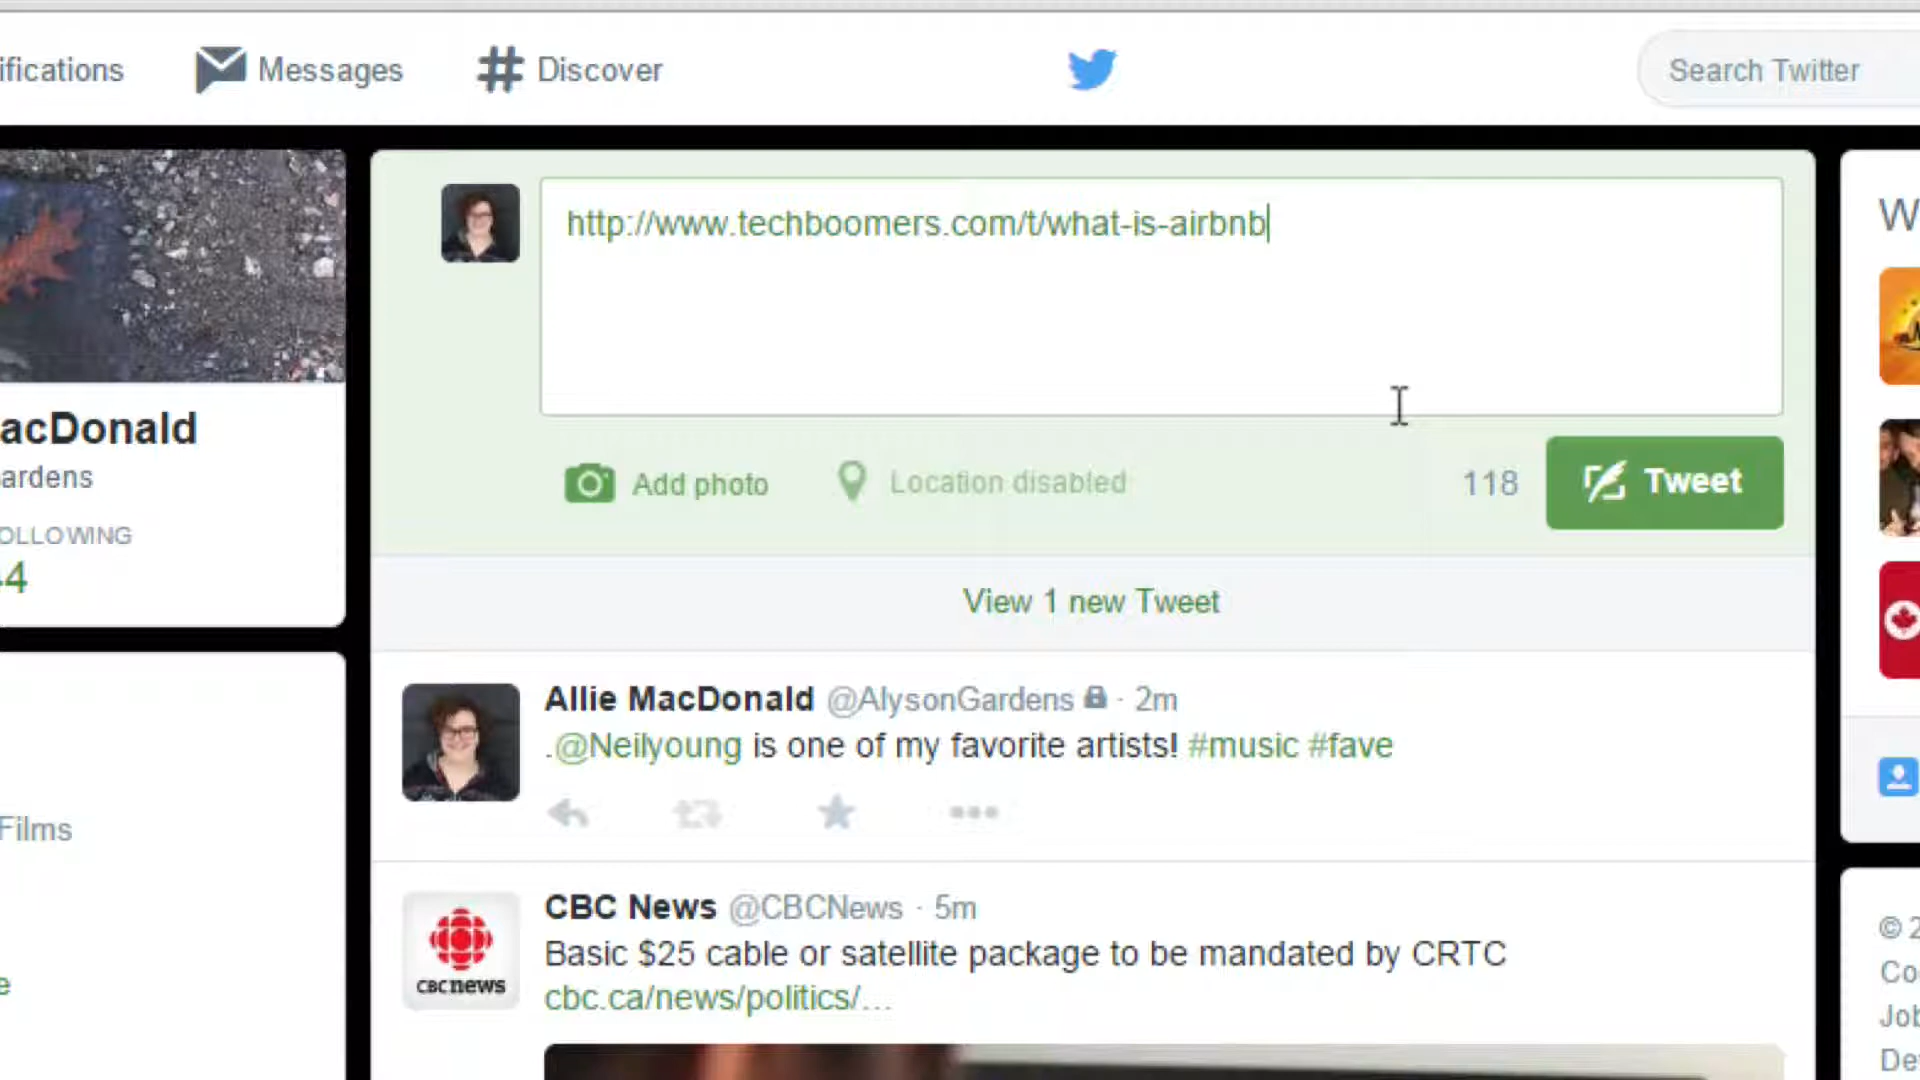 ifications
Messages
# Discover
Search Twitter
http://www.techboomers.com/t/what-is-airbnb
Add photo
Location disabled
118
Tweet
View 1 new Tweet
Allie MacDonald @AlysonGardens · 2m
.@Neilyoung is one of my favorite artists! #music #fave
CBC News @CBCNews · 5m
Basic $25 cable or satellite package to be mandated by CRTC
cbc.ca/news/politics/...
CBCnews
acDonald
ardens
OLLOWING
4
Films
e
W
© 2
Co
Job
De